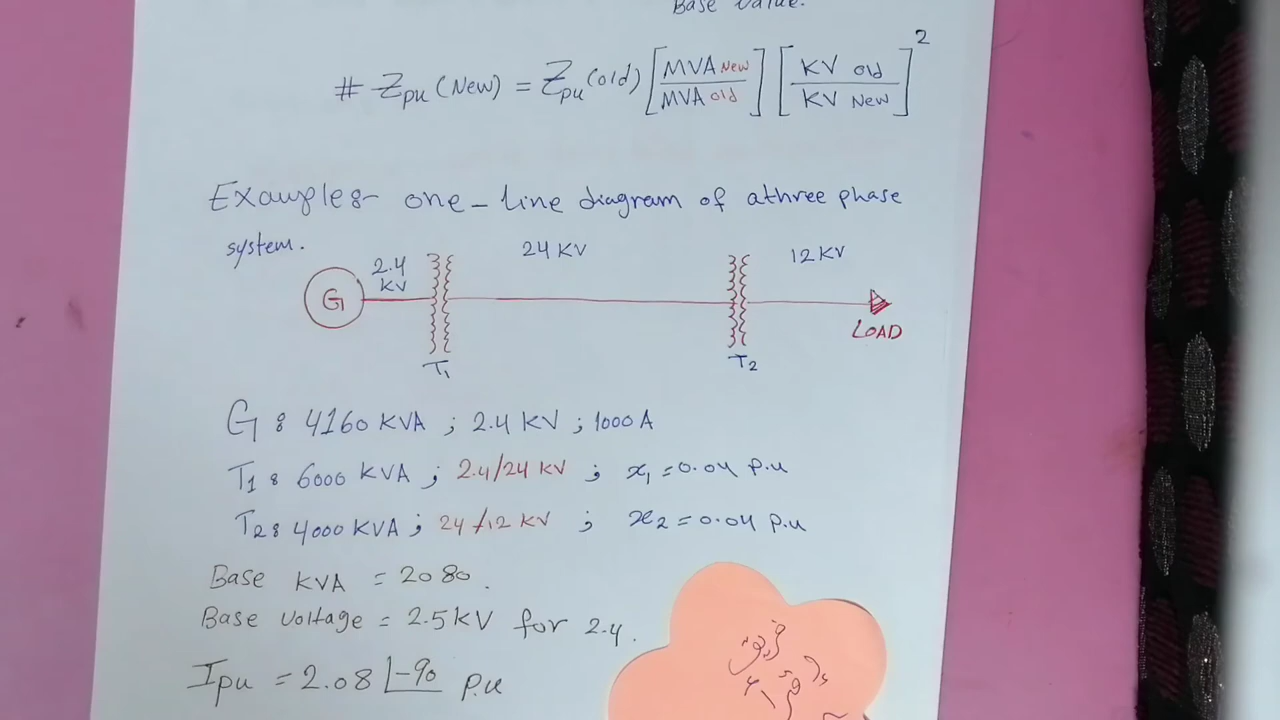 Base value.
# Zpu (New) = Zpu (old) [MVA New / MVA old] [KV old / KV New]²
Example:- one-line diagram of a three phase
system.
2.4 KV
24 KV
12 KV
G
T1
T2
LOAD
G : 4160 KVA ; 2.4 KV ; 1000 A
T1 : 6000 KVA ; 2.4/24 KV ; x1 = 0.04 p.u
T2 : 4000 KVA ; 24/12 KV ; x2 = 0.04 p.u
Base KVA = 2080.
Base voltage = 2.5 KV for 2.4.
Ipu = 2.08 ∠-90 p.u